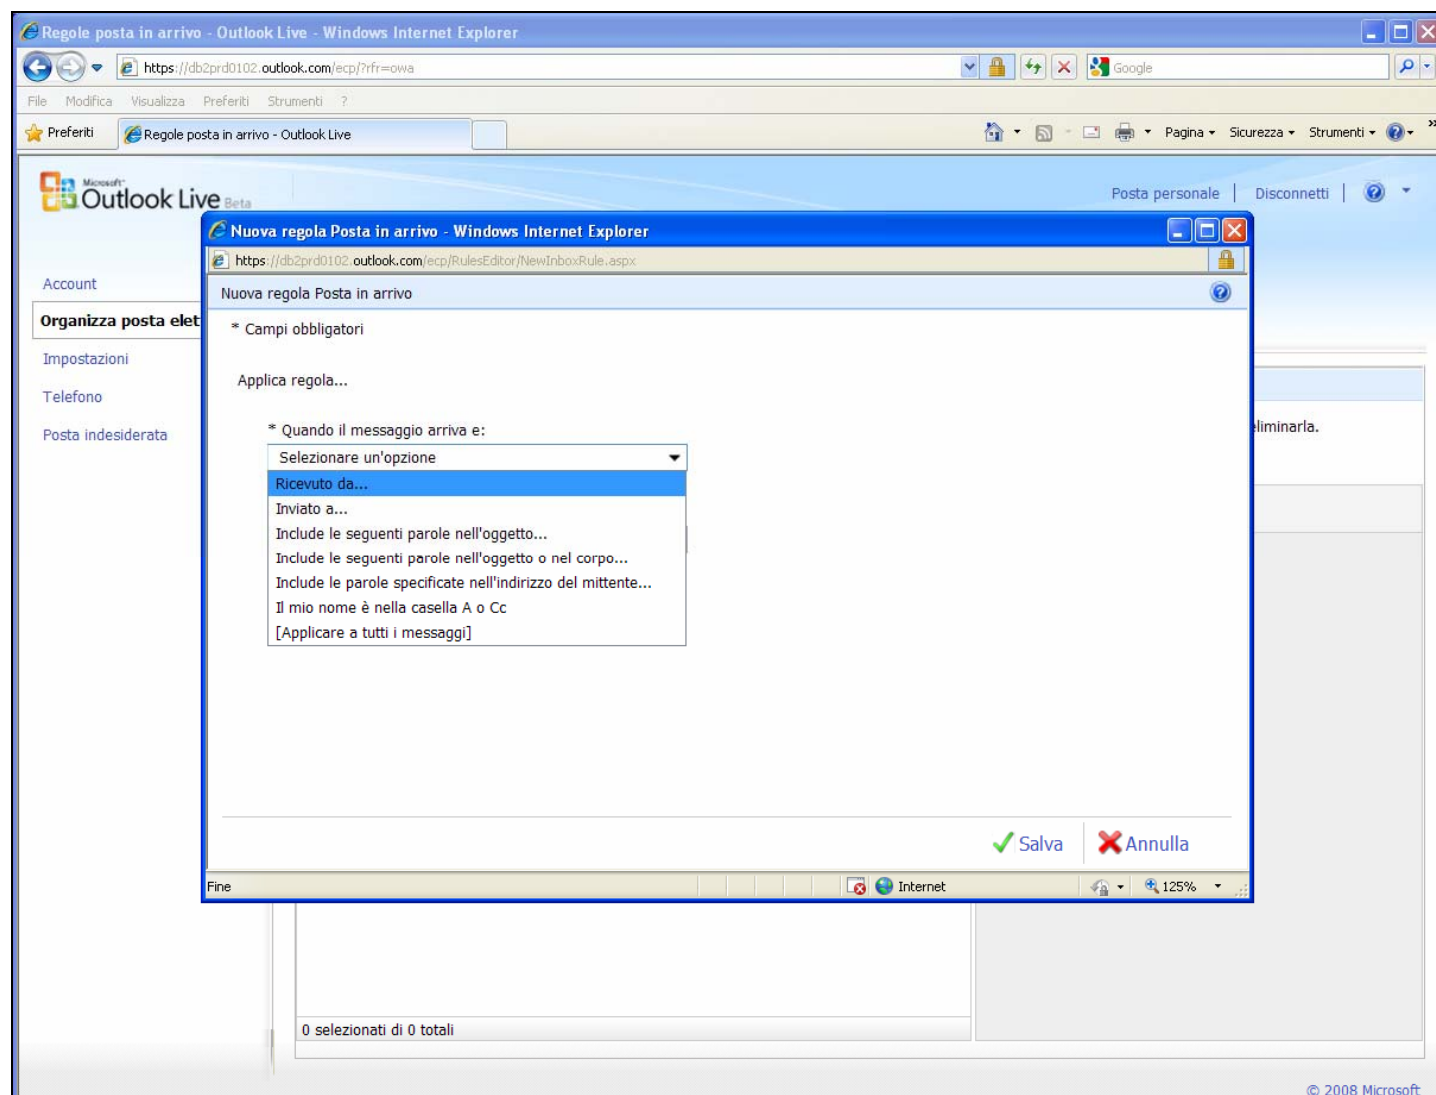 Regole posta in arrivo - Outlook Live - Windows Internet Explorer
https://db2prd0102.outlook.com/ecp/?rfr=owa
Google
File Modifica Visualizza Preferiti Strumenti ?
Preferiti
Regole posta in arrivo - Outlook Live
Pagina
Sicurezza
Strumenti
»
Microsoft
Outlook Live Beta
Posta personale | Disconnetti |
Nuova regola Posta in arrivo - Windows Internet Explorer
https://db2prd0102.outlook.com/ecp/RulesEditor/NewInboxRule.aspx
Account
Nuova regola Posta in arrivo
Organizza posta elet
* Campi obbligatori
Impostazioni
Applica regola...
Telefono
Posta indesiderata
* Quando il messaggio arriva e:
eliminarla.
Selezionare un'opzione
Ricevuto da...
Inviato a...
Include le seguenti parole nell'oggetto...
Include le seguenti parole nell'oggetto o nel corpo...
Include le parole specificate nell'indirizzo del mittente...
Il mio nome è nella casella A o Cc
[Applicare a tutti i messaggi]
Salva
Annulla
Fine
Internet
125%
0 selezionati di 0 totali
© 2008 Microsoft